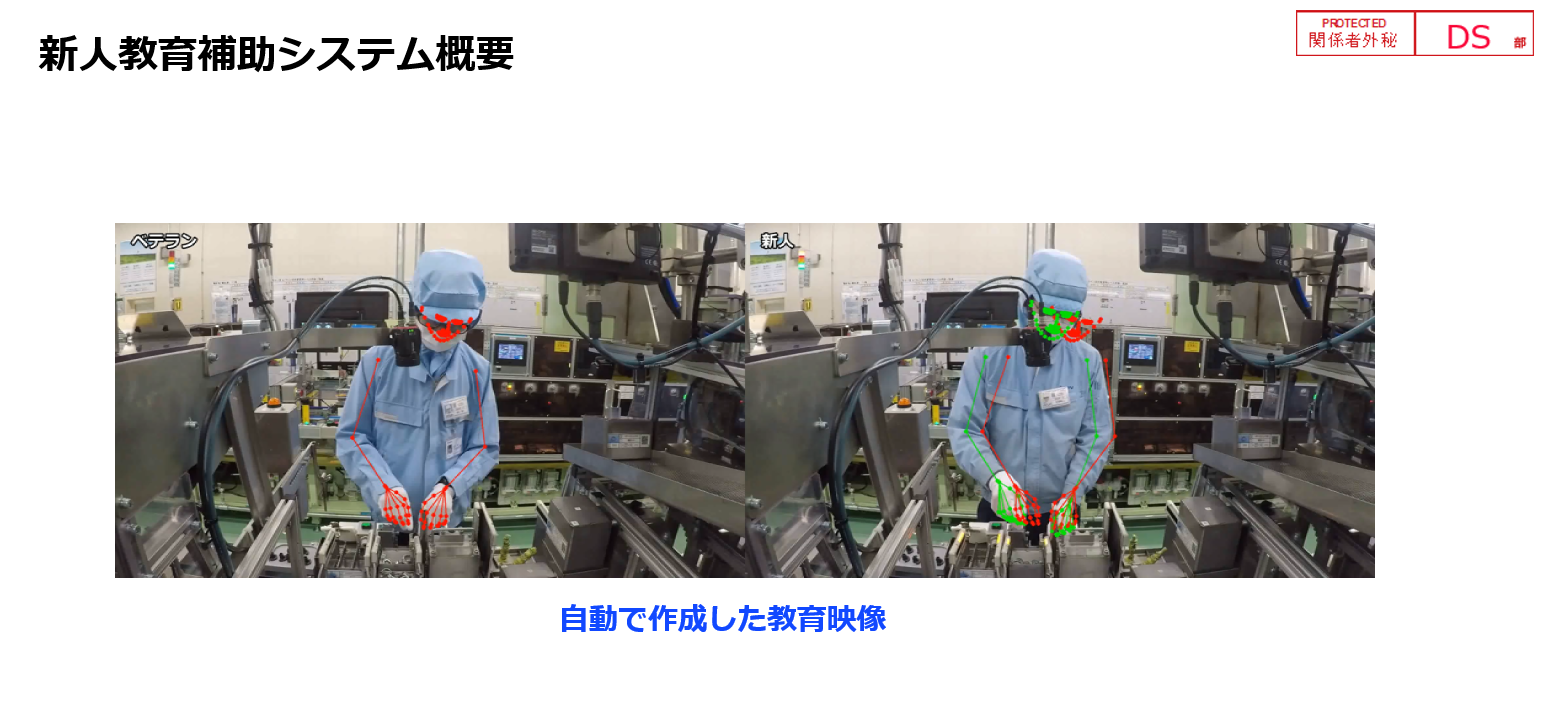 新人教育補助システム概要
PROTECTED
関係者外秘
DS 部
ベテラン
新人
自動で作成した教育映像